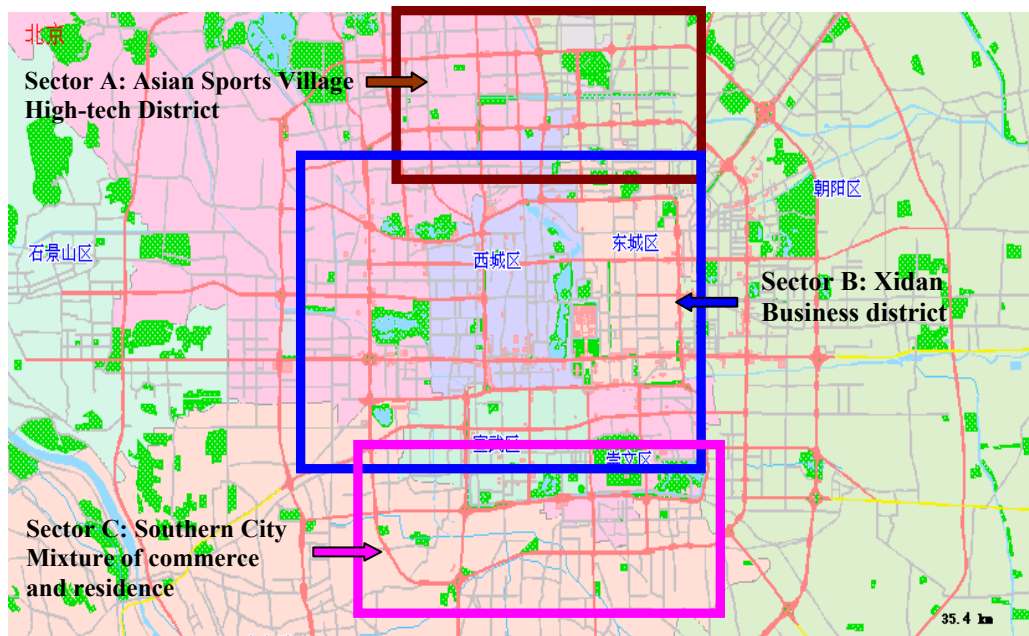 北京
Sector A: Asian Sports Village
High-tech District
朝阳区
石景山区
西城区
东城区
Sector B: Xidan
Business district
宣武区
崇文区
Sector C: Southern City
Mixture of commerce
and residence
35.4 km